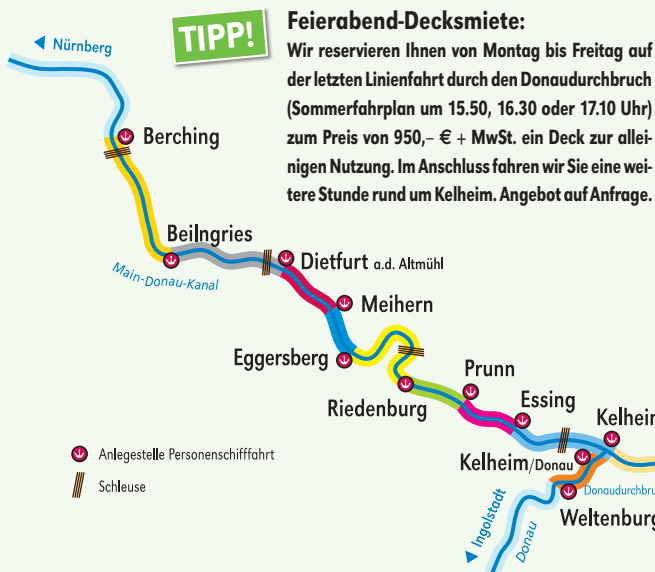 TIPP!
Feierabend-Decksmiete:
Wir reservieren Ihnen von Montag bis Freitag auf
der letzten Linienfahrt durch den Donaudurchbruch
(Sommerfahrplan um 15.50, 16.30 oder 17.10 Uhr)
zum Preis von 950,– € + MwSt. ein Deck zur allei-
nigen Nutzung. Im Anschluss fahren wir Sie eine wei-
tere Stunde rund um Kelheim. Angebot auf Anfrage.
Nürnberg
Berching
Beilngries
Main-Donau-Kanal
Dietfurt a.d. Altmühl
Meihern
Eggersberg
Riedenburg
Prunn
Essing
Kelheim
Kelheim/Donau
Donaudurchbru
Weltenburg
Ingolstadt
Donau
Anlegestelle Personenschifffahrt
Schleuse